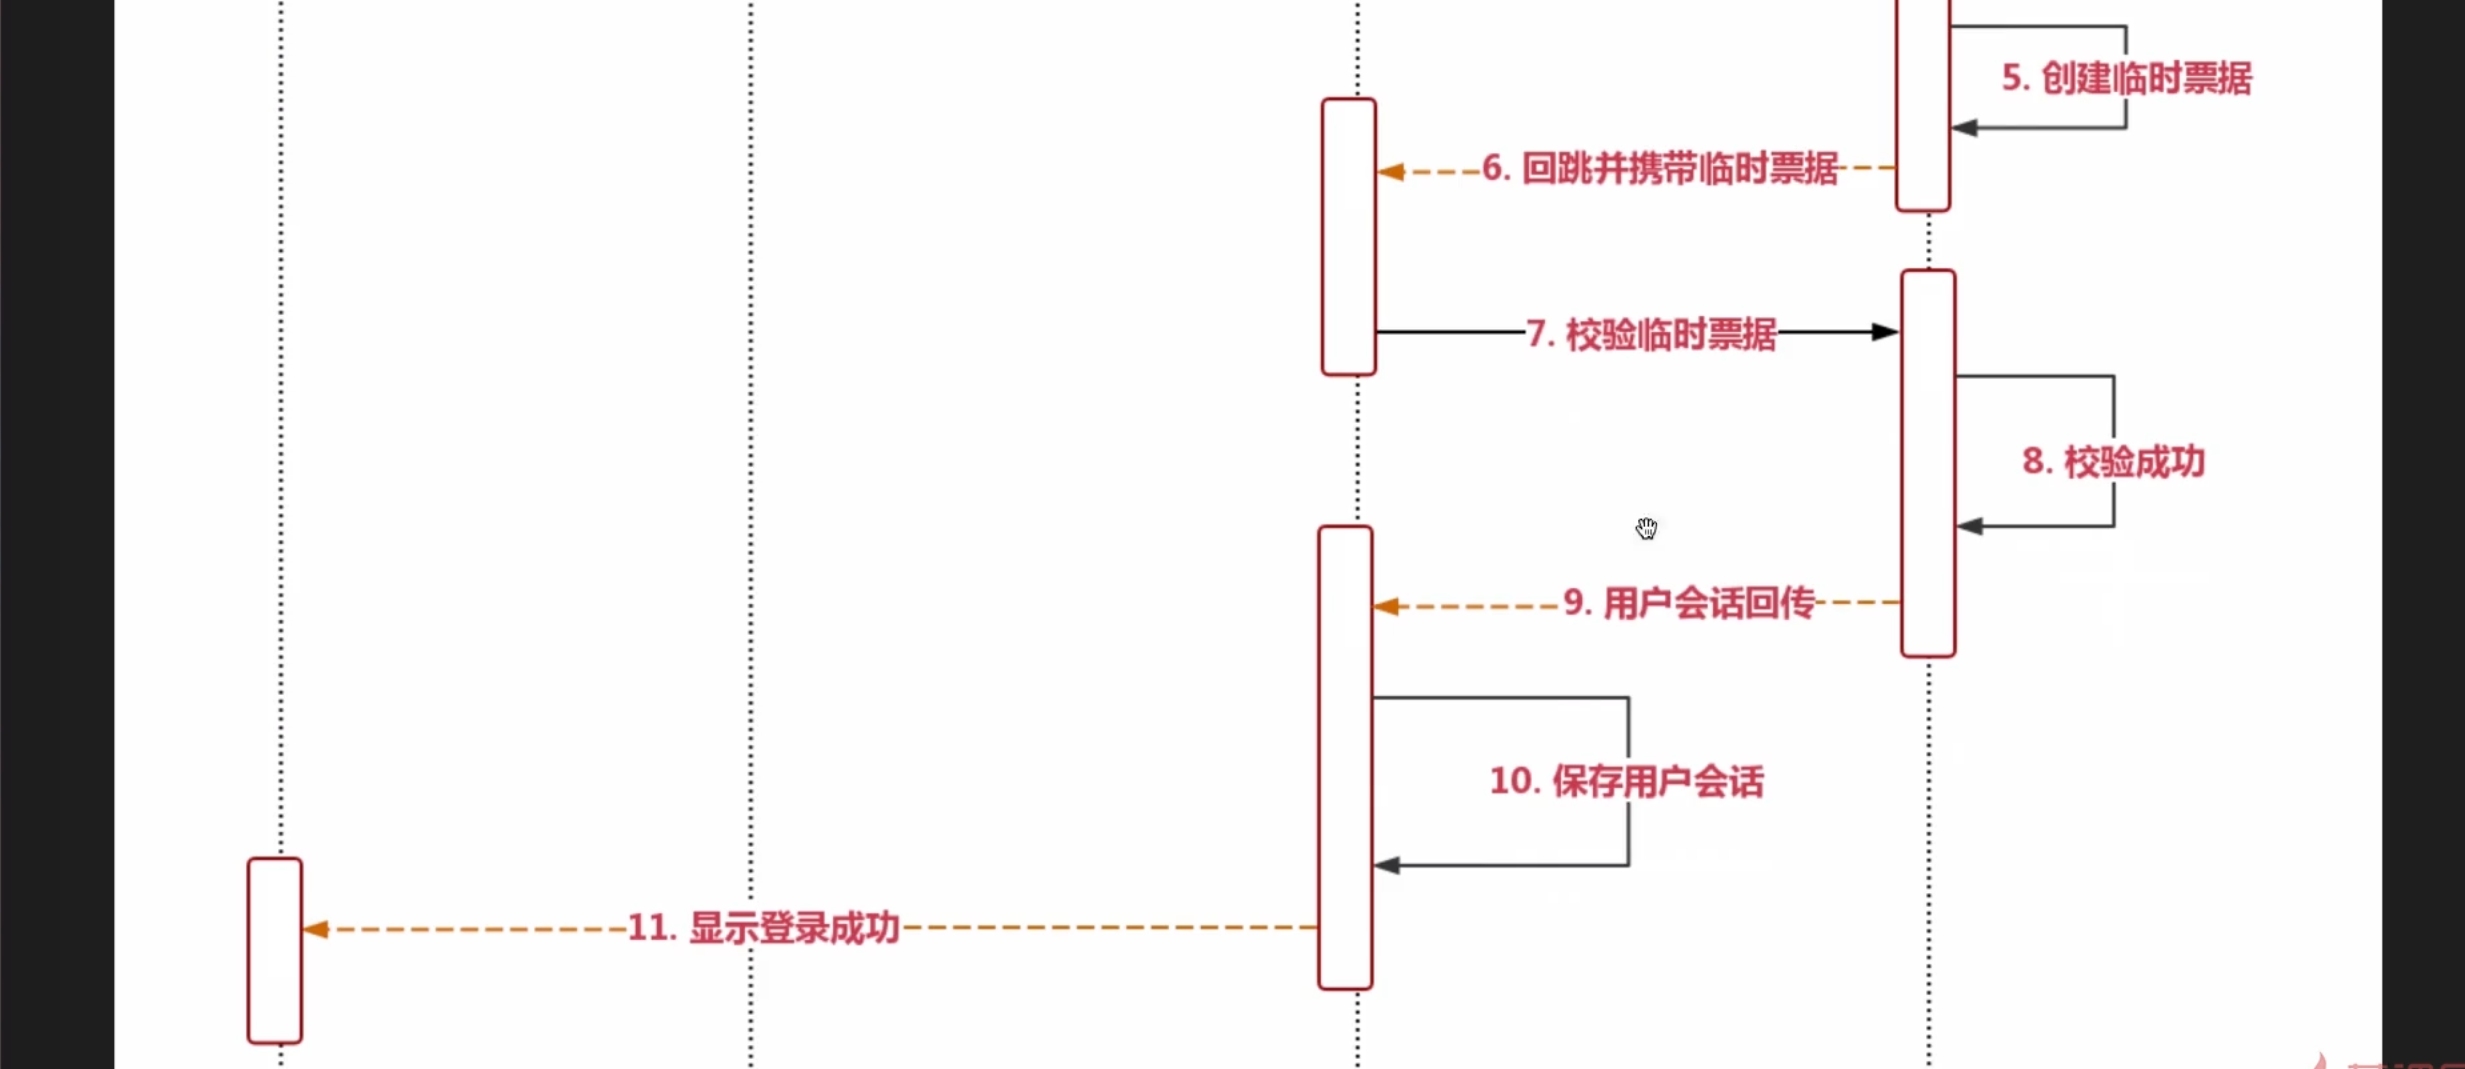 5. 创建临时票据
6. 回跳并携带临时票据
7. 校验临时票据
8. 校验成功
9. 用户会话回传
10. 保存用户会话
11. 显示登录成功